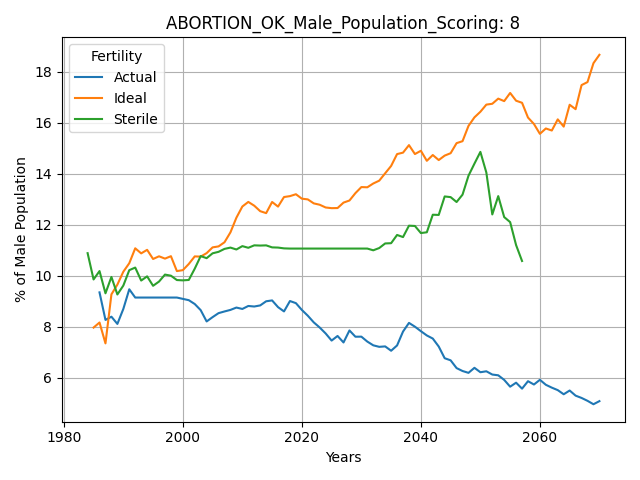 ABORTION_OK_Male_Population_Scoring: 8
Fertility
Actual
Ideal
Sterile
% of Male Population
18
16
14
12
10
8
6
1980
2000
2020
2040
2060
Years